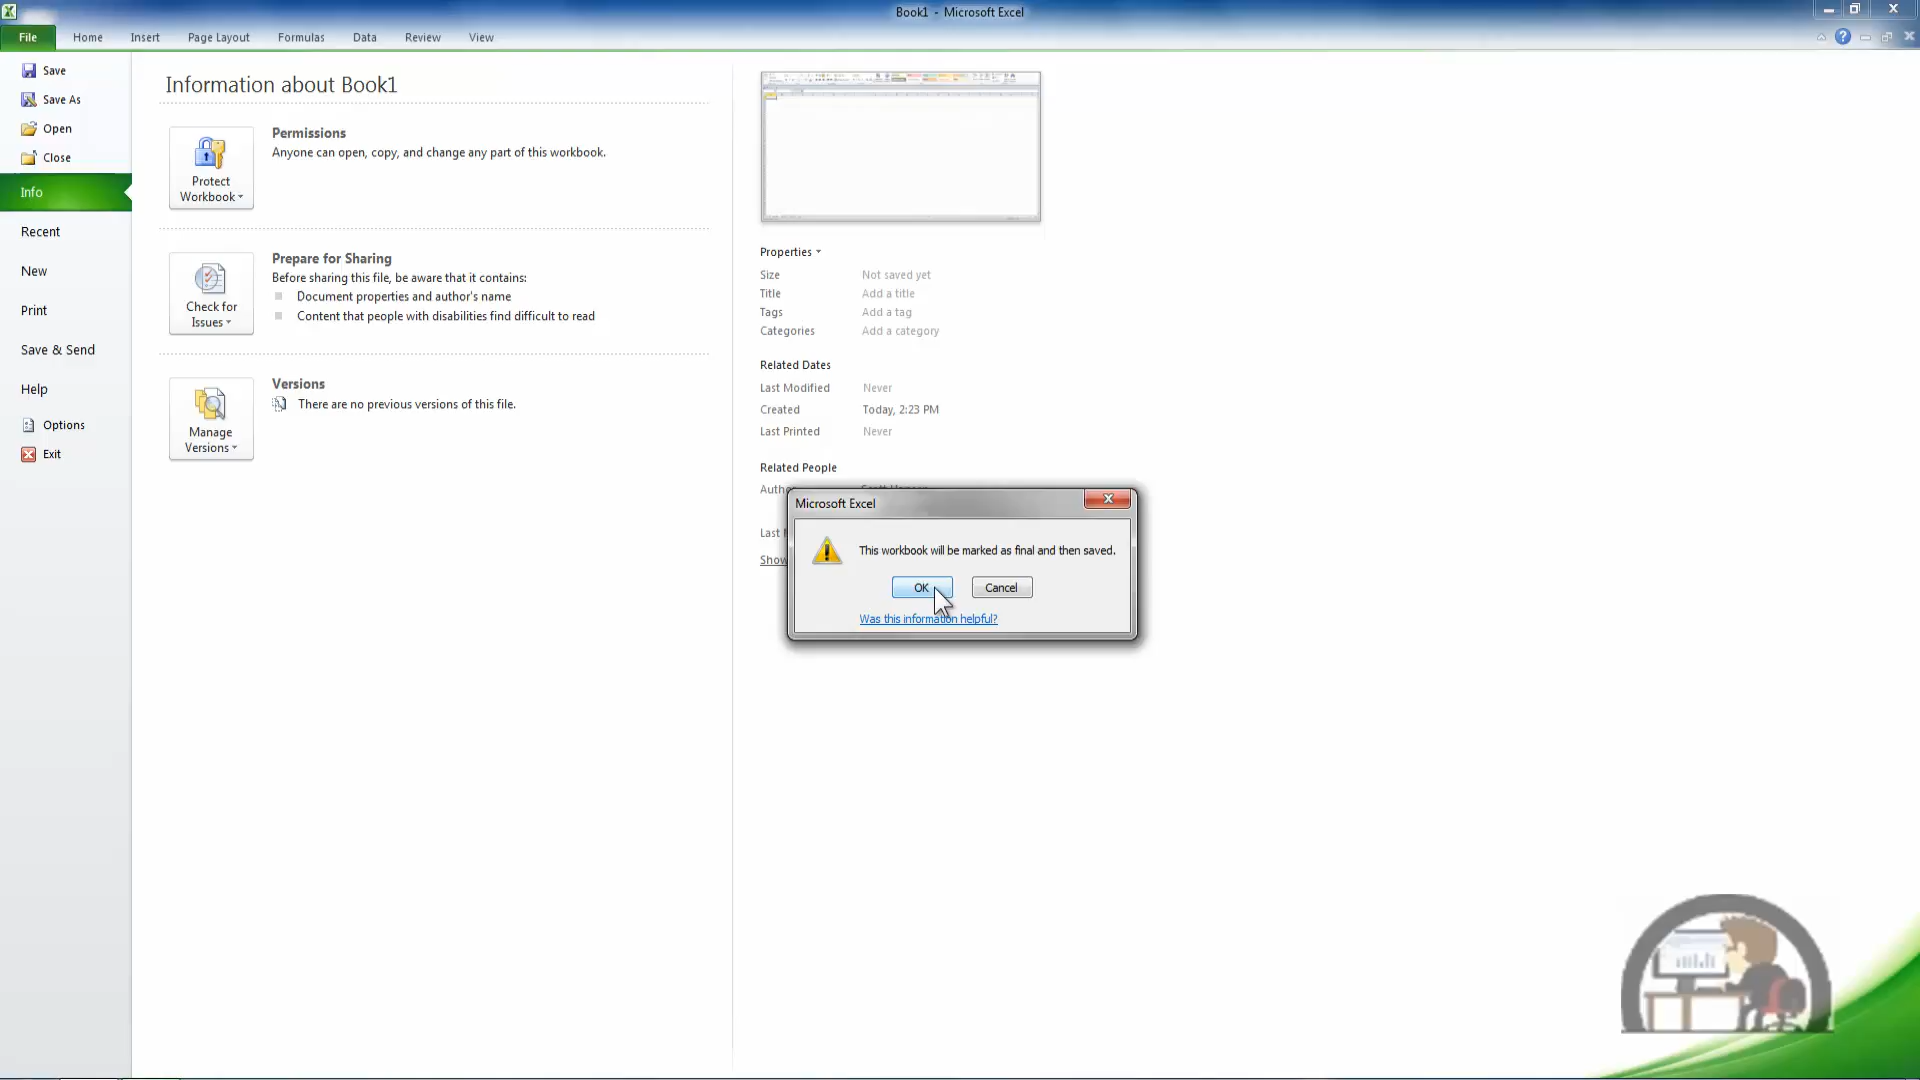 Book1 - Microsoft Excel
File Home Insert Page Layout Formulas Data Review View
Save
Save As
Open
Close
Info
Recent
New
Print
Save & Send
Help
Options
Exit
Information about Book1
Protect
Workbook
Permissions
Anyone can open, copy, and change any part of this workbook.
Check for
Issues
Prepare for Sharing
Before sharing this file, be aware that it contains:
Document properties and author's name
Content that people with disabilities find difficult to read
Manage
Versions
Versions
There are no previous versions of this file.
Properties
Size Not saved yet
Title Add a title
Tags Add a tag
Categories Add a category
Related Dates
Last Modified Never
Created Today, 2:23 PM
Last Printed Never
Related People
Last
Show
Microsoft Excel
This workbook will be marked as final and then saved.
OK Cancel
Was this information helpful?